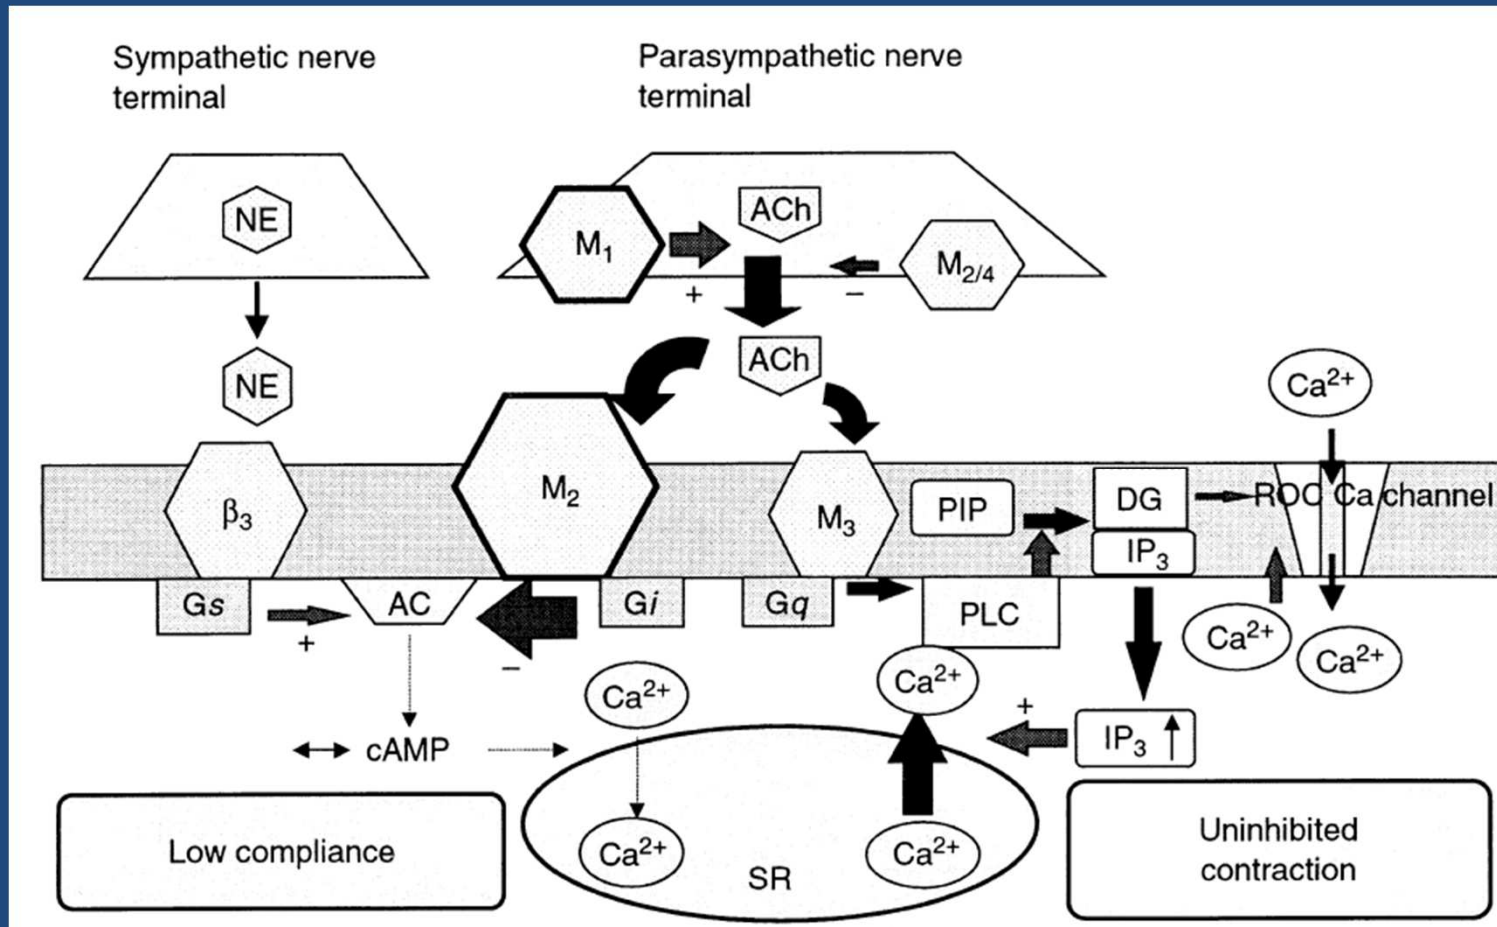 Sympathetic nerve
terminal
Parasympathetic nerve
terminal
NE
M₁
ACh
M₂/₄
+
–
NE
ACh
Ca²⁺
β₃
M₂
M₃
PIP
DG
ROC Ca channel
IP₃
Gs
AC
Gi
Gq
PLC
+
–
Ca²⁺
Ca²⁺
Ca²⁺
Ca²⁺
cAMP
+
IP₃ ↑
Low compliance
Ca²⁺
Ca²⁺
SR
Uninhibited
contraction